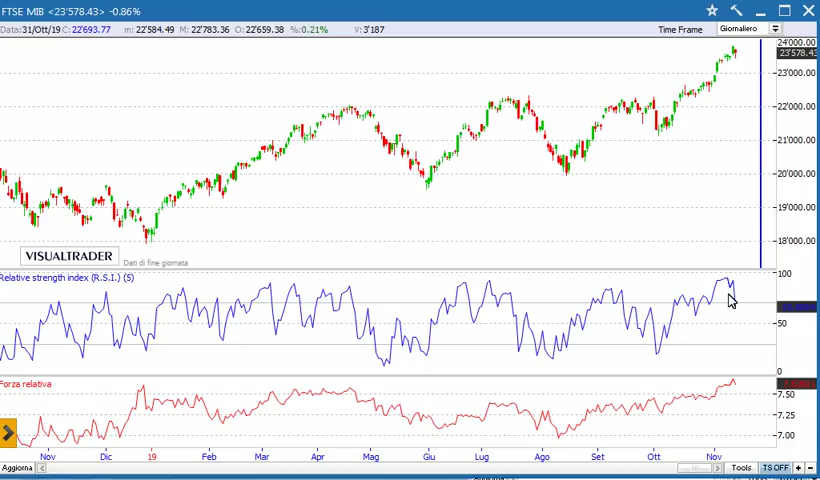 FTSE MIB <23'578.43> -0.86%
Data: 31/Ott/19 C: 22'693.77 m: 22'584.49 M: 22'783.36 O: 22'659.38 %:0.21% V: 3'187 Time Frame Giornaliero
24'000.00
23'578.43
23'000.00
22'000.00
21'000.00
20'000.00
19'000.00
18'000.00
VISUALTRADER Dati di fine giornata
Relative strength index (R.S.I.) (5)
100
50
0
Forza relativa
7.50
7.25
7.00
Nov Dic 19 Feb Mar Apr Mag Giu Lug Ago Set Ott Nov
Aggiorna Tools TS OFF